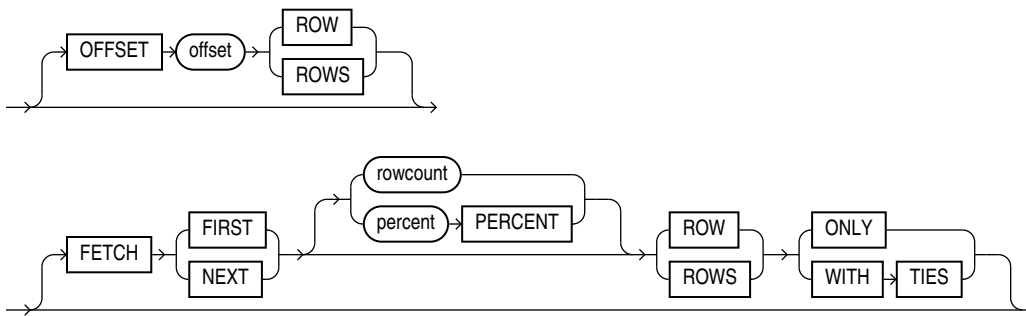 OFFSET offset ROW
ROWS
rowcount
percent PERCENT
FETCH FIRST ROW ONLY
NEXT ROWS WITH TIES